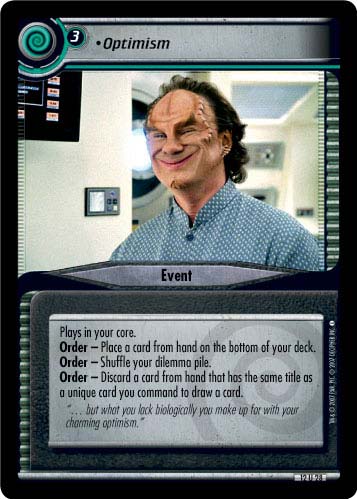 3
• Optimism
Event
Plays in your core.
Order – Place a card from hand on the bottom of your deck.
Order – Shuffle your dilemma pile.
Order – Discard a card from hand that has the same title as
a unique card you command to draw a card.
“… but what you lack biologically you make up for with your
charming optimism.”
12 U 28